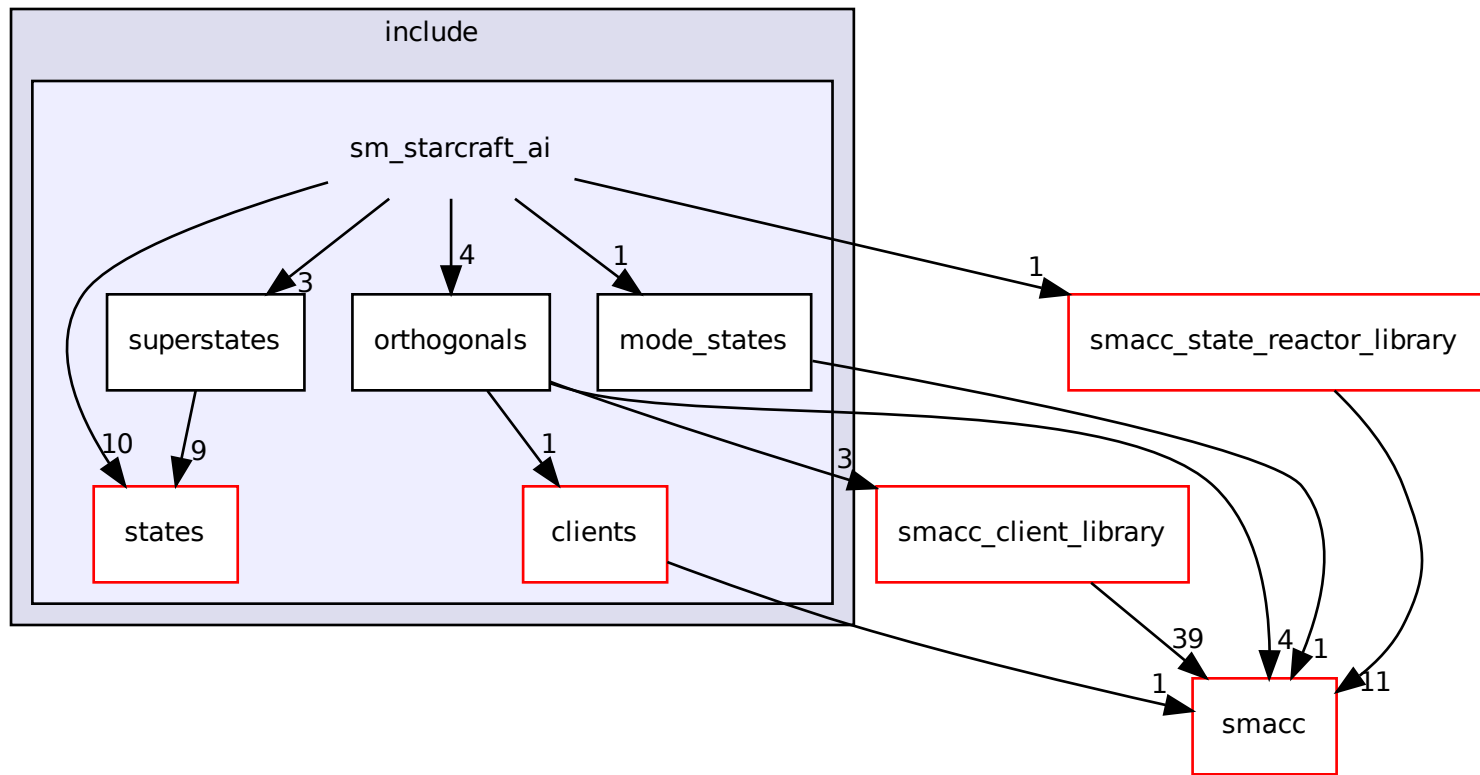 include
sm_starcraft_ai
1
4
1
3
superstates
orthogonals
mode_states
smacc_state_reactor_library
10
9
1
3
states
clients
smacc_client_library
39
4
1
11
1
smacc